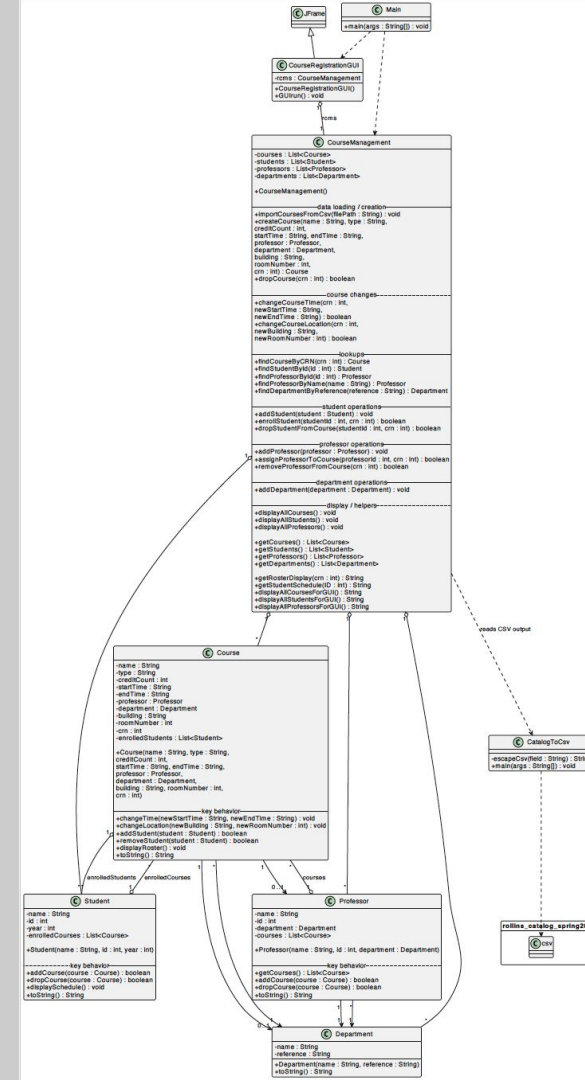 C JFrame
C Main
+main(args : String[]) : void
C CourseRegistrationGUI
-rcms : CourseManagement
+CourseRegistrationGUI()
+GUIrun() : void
1
rcms
1
C CourseManagement
-courses : List<Course>
-students : List<Student>
-professors : List<Professor>
-departments : List<Department>
+CourseManagement()
data loading / creation
+importCoursesFromCsv(filePath : String) : void
+createCourse(name : String, type : String,
creditCount : int,
startTime : String, endTime : String,
professor : Professor,
department : Department,
building : String,
roomNumber : int,
crn : int) : Course
+dropCourse(crn : int) : boolean
course changes
+changeCourseTime(crn : int,
newStartTime : String,
newEndTime : String) : boolean
+changeCourseLocation(crn : int,
newBuilding : String,
newRoomNumber : int) : boolean
lookups
+findCourseByCRN(crn : int) : Course
+findStudentById(id : int) : Student
+findProfessorById(id : int) : Professor
+findProfessorByName(name : String) : Professor
+findDepartmentByReference(reference : String) : Department
student operations
+addStudent(student : Student) : void
+enrollStudent(studentId : int, crn : int) : boolean
+dropStudentFromCourse(studentId : int, crn : int) : boolean
professor operations
+addProfessor(professor : Professor) : void
+assignProfessorToCourse(professorId : int, crn : int) : boolean
+removeProfessorFromCourse(crn : int) : boolean
department operations
+addDepartment(department : Department) : void
display / helpers
+displayAllCourses() : void
+displayAllStudents() : void
+displayAllProfessors() : void
+getCourses() : List<Course>
+getStudents() : List<Student>
+getProfessors() : List<Professor>
+getDepartments() : List<Department>
+getRosterDisplay(crn : int) : String
+getStudentSchedule(ID : int) : String
+displayAllCoursesForGUI() : String
+displayAllStudentsForGUI() : String
+displayAllProfessorsForGUI() : String
1
1
1
1
reads CSV output
C Course
-name : String
-type : String
-creditCount : int
-startTime : String
-endTime : String
-professor : Professor
-department : Department
-building : String
-roomNumber : int
-crn : int
-enrolledStudents : List<Student>
+Course(name : String, type : String,
creditCount : int,
startTime : String, endTime : String,
professor : Professor,
department : Department,
building : String, roomNumber : int,
crn : int)
key behavior
+changeTime(newStartTime : String, newEndTime : String) : void
+changeLocation(newBuilding : String, newRoomNumber : int) : void
+addStudent(student : Student) : boolean
+removeStudent(student : Student) : boolean
+displayRoster() : void
+toString() : String
C CatalogToCsv
-escapeCsv(field : String) : Stri
+main(args : String[]) : void
enrolledStudents
enrolledCourses
courses
0..1
C Student
-name : String
-id : int
-year : int
-enrolledCourses : List<Course>
+Student(name : String, id : int, year : int)
key behavior
+addCourse(course : Course) : boolean
+dropCourse(course : Course) : boolean
+displaySchedule() : void
+toString() : String
C Professor
-name : String
-id : int
-department : Department
-courses : List<Course>
+Professor(name : String, id : int, department : Department)
key behavior
+getCourses() : List<Course>
+addCourse(course : Course) : boolean
+dropCourse(course : Course) : boolean
+toString() : String
rollins_catalog_spring20
C csv
C Department
-name : String
-reference : String
+Department(name : String, reference : String)
+toString() : String